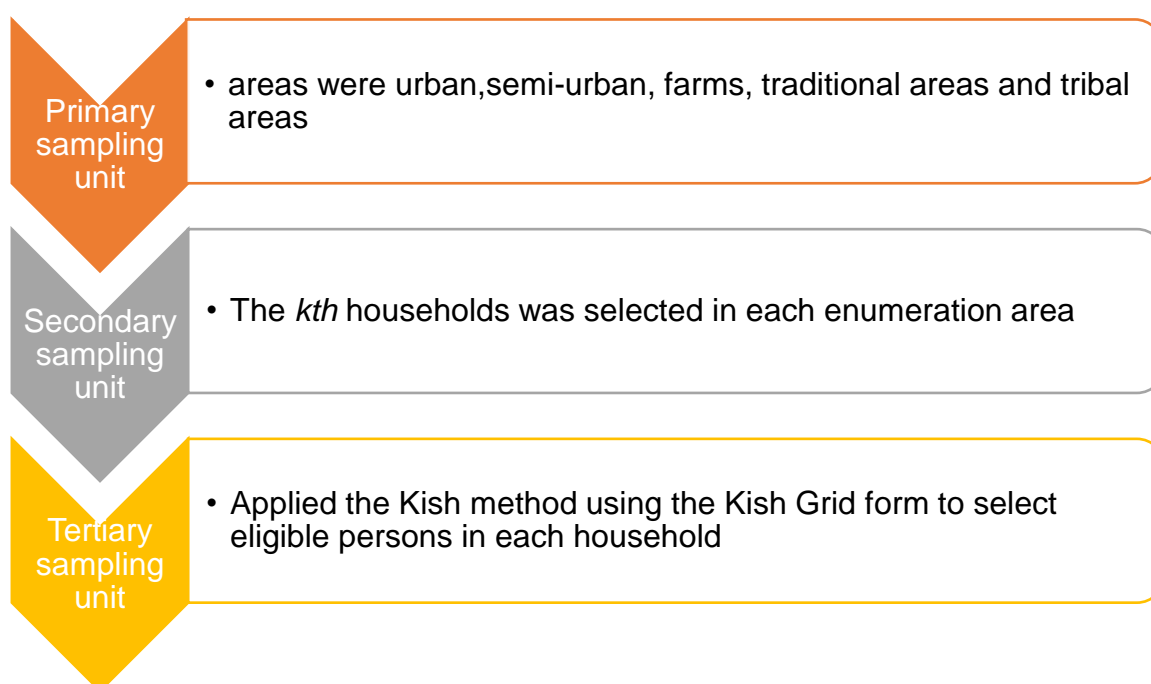 Primary
sampling
unit
• areas were urban,semi-urban, farms, traditional areas and tribal
areas
Secondary
sampling
unit
• The kth households was selected in each enumeration area
Tertiary
sampling
unit
• Applied the Kish method using the Kish Grid form to select
eligible persons in each household